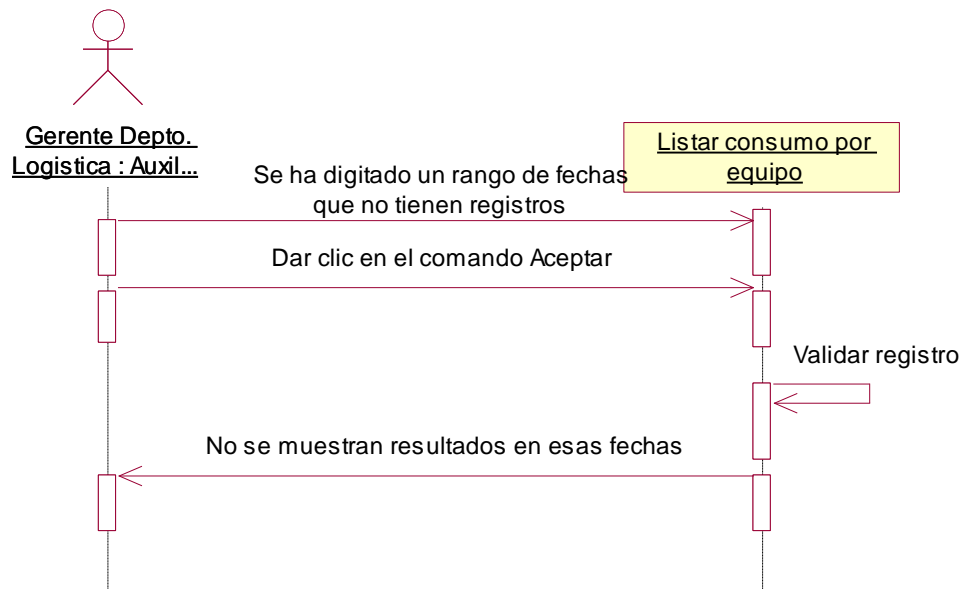 Gerente Depto.
Logistica : Auxil...
Listar consumo por
equipo
Se ha digitado un rango de fechas
que no tienen registros
Dar clic en el comando Aceptar
Validar registro
No se muestran resultados en esas fechas